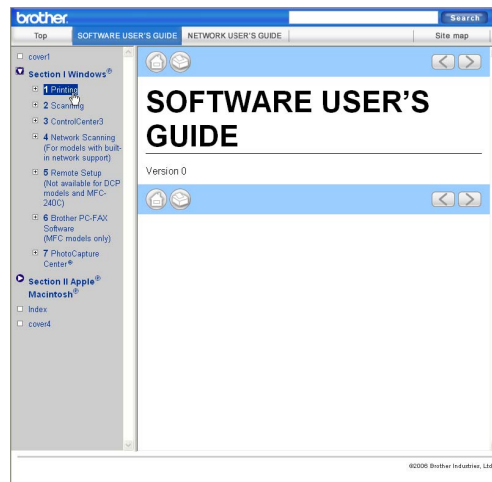 brother.
Search
Top
SOFTWARE USER'S GUIDE
NETWORK USER'S GUIDE
Site map
cover1
Section I Windows®
1 Printing
2 Scanning
3 ControlCenter3
4 Network Scanning
(For models with built-
in network support)
5 Remote Setup
(Not available for DCP
models and MFC-
240C)
6 Brother PC-FAX
Software
(MFC models only)
7 PhotoCapture
Center®
Section II Apple®
Macintosh®
Index
cover4
SOFTWARE USER’S
GUIDE
Version 0
©2006 Brother Industries, Ltd